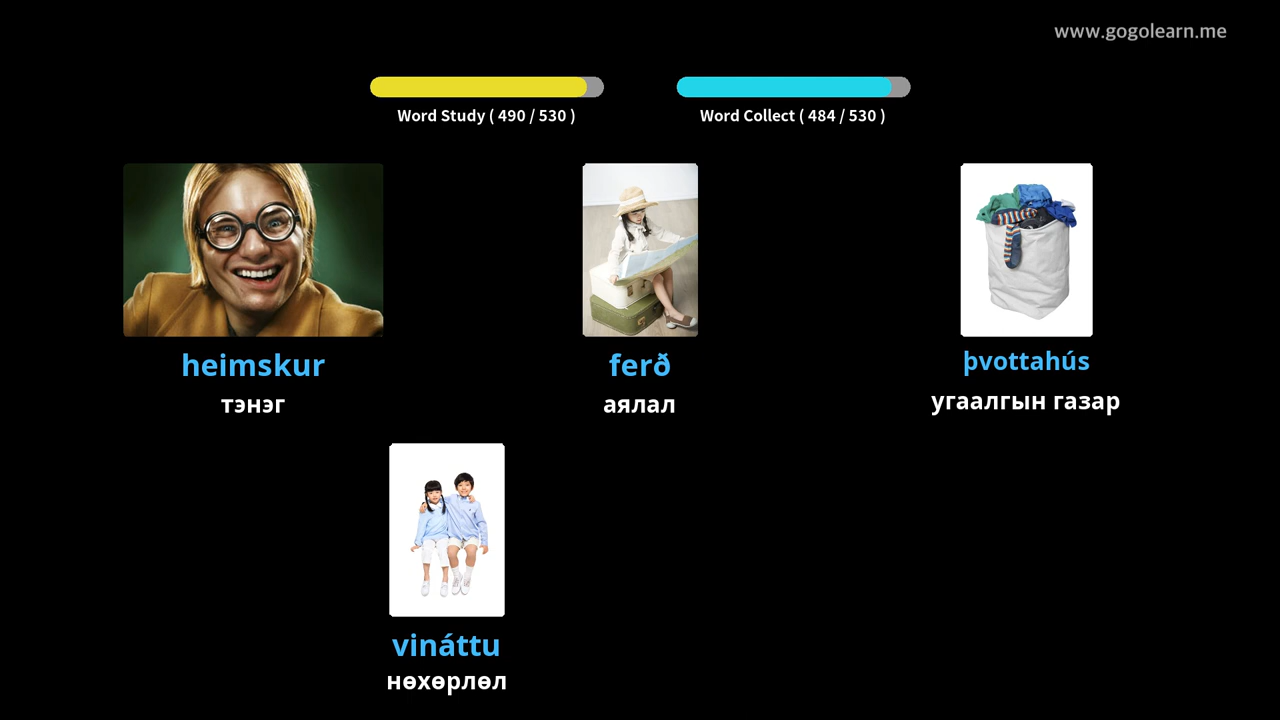 www.gogolearn.me
Word Study ( 490 / 530 )
Word Collect ( 484 / 530 )
heimskur
тэнэг
ferð
аялал
þvottahús
угаалгын газар
vináttu
нөхөрлөл